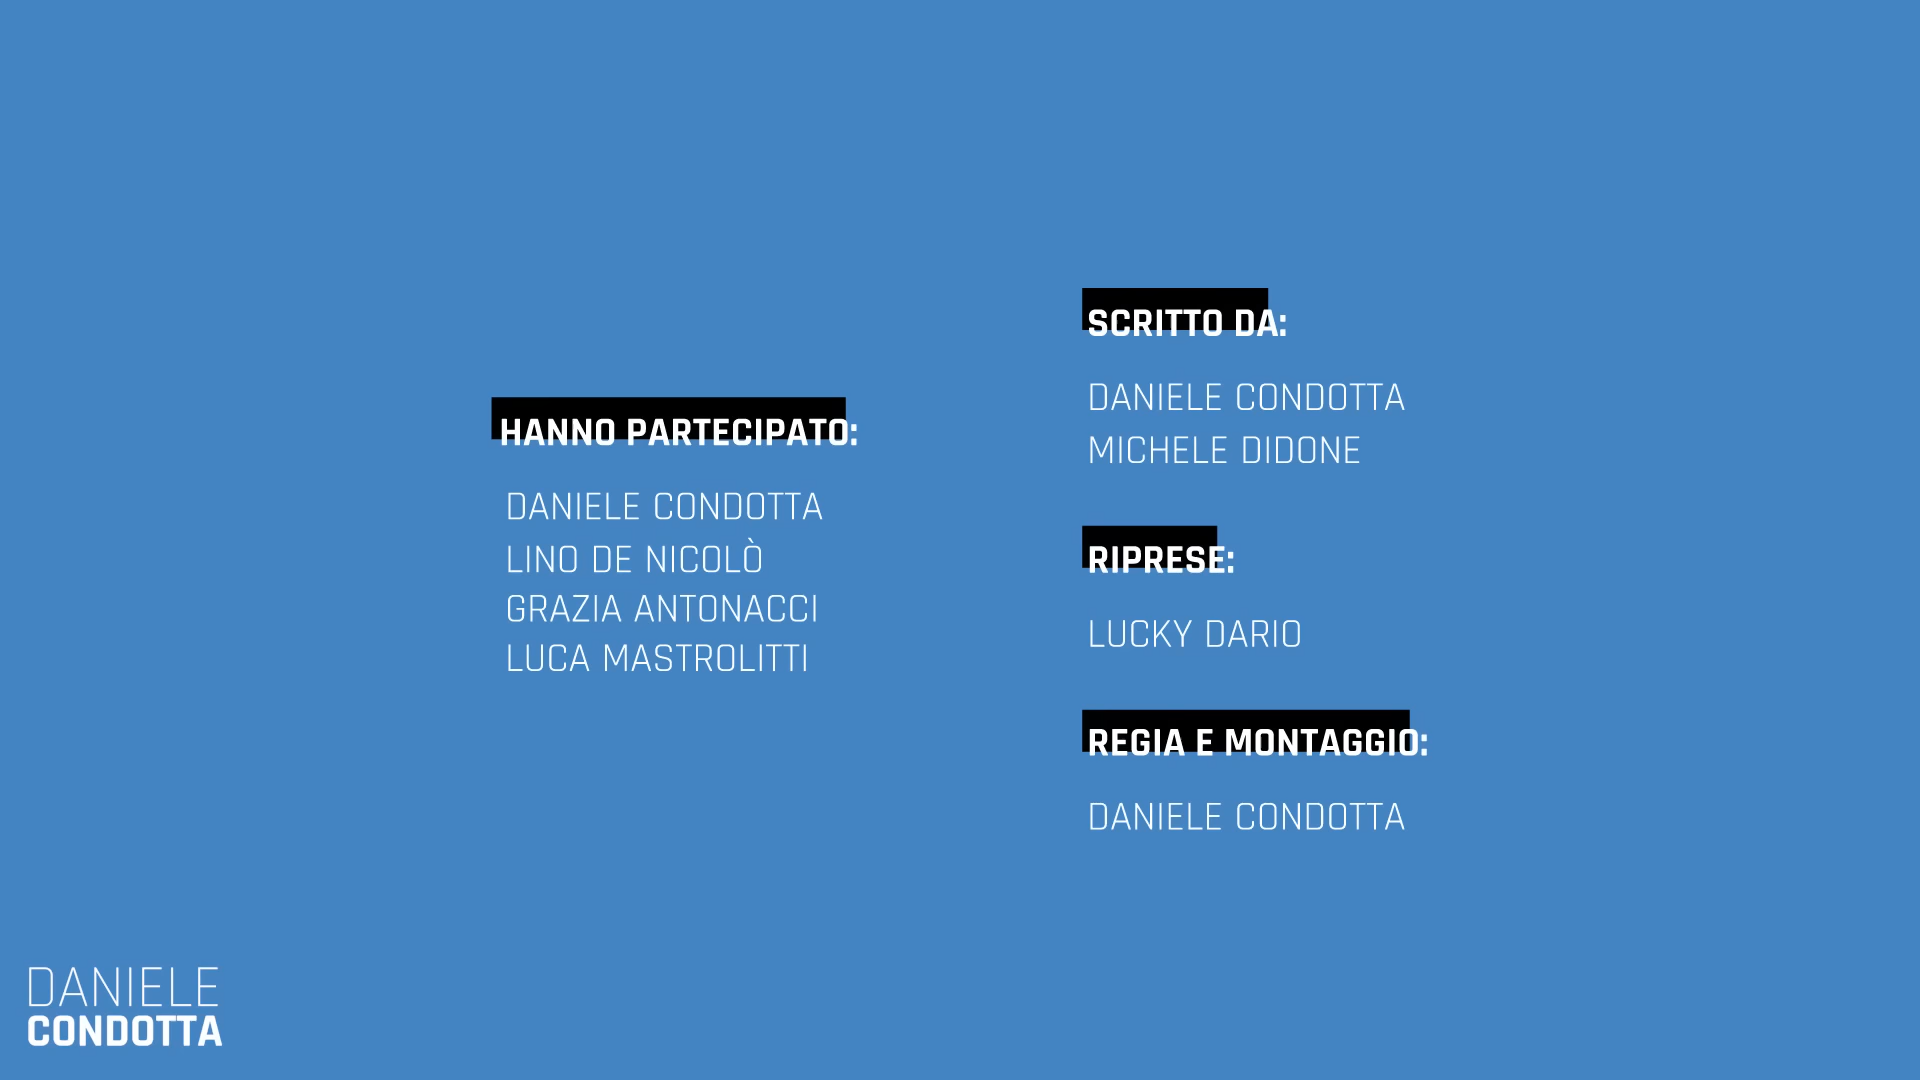 HANNO PARTECIPATO:
DANIELE CONDOTTA
LINO DE NICOLÒ
GRAZIA ANTONACCI
LUCA MASTROLITTI
SCRITTO DA:
DANIELE CONDOTTA
MICHELE DIDONE
RIPRESE:
LUCKY DARIO
REGIA E MONTAGGIO:
DANIELE CONDOTTA
DANIELE
CONDOTTA